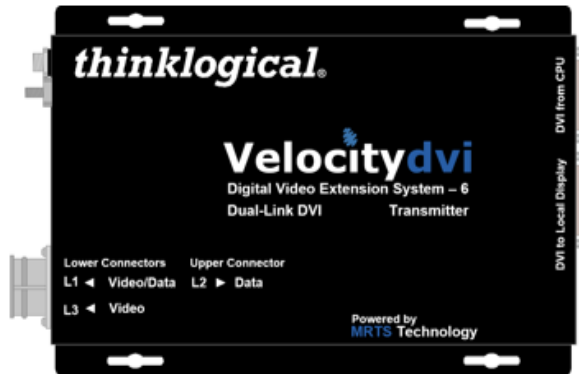 thinklogical®
Velocitydvi
Digital Video Extension System – 6
Dual-Link DVI Transmitter
Lower Connectors Upper Connector
L1 ◄ Video/Data L2 ► Data
L3 ◄ Video
Powered by
MRTS Technology
DVI from CPU
DVI to Local Display